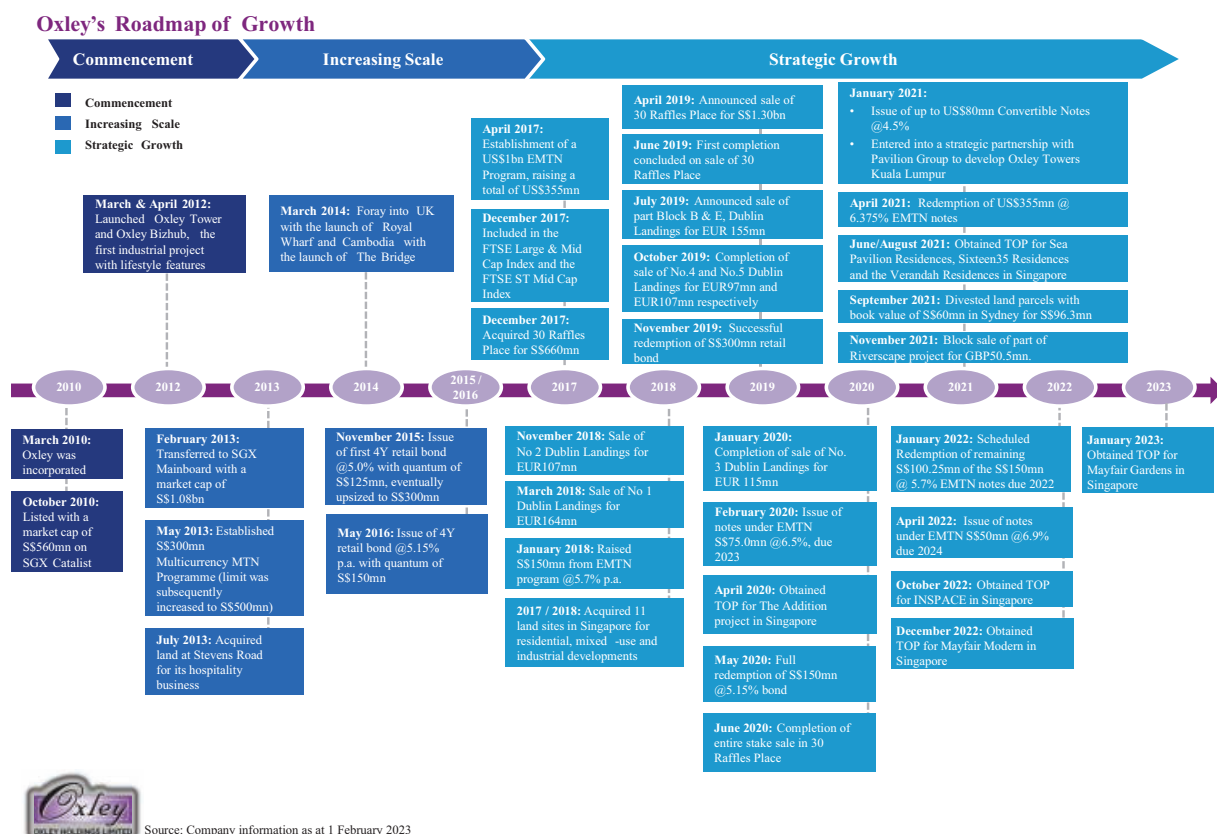 Oxley's Roadmap of Growth
Commencement
Increasing Scale
Strategic Growth
Commencement
Increasing Scale
Strategic Growth
March & April 2012:
Launched Oxley Tower
and Oxley Bizhub, the
first industrial project
with lifestyle features
March 2014: Foray into UK
with the launch of Royal
Wharf and Cambodia with
the launch of The Bridge
April 2017:
Establishment of a
US$1bn EMTN
Program, raising a
total of US$355mn
December 2017:
Included in the
FTSE Large & Mid
Cap Index and the
FTSE ST Mid Cap
Index
December 2017:
Acquired 30 Raffles
Place for S$660mn
April 2019: Announced sale of
30 Raffles Place for S$1.30bn
June 2019: First completion
concluded on sale of 30
Raffles Place
July 2019: Announced sale of
part Block B & E, Dublin
Landings for EUR 155mn
October 2019: Completion of
sale of No.4 and No.5 Dublin
Landings for EUR97mn and
EUR107mn respectively
November 2019: Successful
redemption of S$300mn retail
bond
January 2021:
• Issue of up to US$80mn Convertible Notes
@4.5%
• Entered into a strategic partnership with
Pavilion Group to develop Oxley Towers
Kuala Lumpur
April 2021: Redemption of US$355mn @
6.375% EMTN notes
June/August 2021: Obtained TOP for Sea
Pavilion Residences, Sixteen35 Residences
and the Verandah Residences in Singapore
September 2021: Divested land parcels with
book value of S$60mn in Sydney for S$96.3mn
November 2021: Block sale of part of
Riverscape project for GBP50.5mn.
2010
2012
2013
2014
2015 /
2016
2017
2018
2019
2020
2021
2022
2023
March 2010:
Oxley was
incorporated
October 2010:
Listed with a
market cap of
S$560mn on
SGX Catalist
February 2013:
Transferred to SGX
Mainboard with a
market cap of
S$1.08bn
May 2013: Established
S$300mn
Multicurrency MTN
Programme (limit was
subsequently
increased to S$500mn)
July 2013: Acquired
land at Stevens Road
for its hospitality
business
November 2015: Issue
of first 4Y retail bond
@5.0% with quantum of
S$125mn, eventually
upsized to S$300mn
May 2016: Issue of 4Y
retail bond @5.15%
p.a. with quantum of
S$150mn
November 2018: Sale of
No 2 Dublin Landings for
EUR107mn
March 2018: Sale of No 1
Dublin Landings for
EUR164mn
January 2018: Raised
S$150mn from EMTN
program @5.7% p.a.
2017 / 2018: Acquired 11
land sites in Singapore for
residential, mixed -use and
industrial developments
January 2020:
Completion of sale of No.
3 Dublin Landings for
EUR 115mn
February 2020: Issue of
notes under EMTN
S$75.0mn @6.5%, due
2023
April 2020: Obtained
TOP for The Addition
project in Singapore
May 2020: Full
redemption of S$150mn
@5.15% bond
June 2020: Completion of
entire stake sale in 30
Raffles Place
January 2022: Scheduled
Redemption of remaining
S$100.25mn of the S$150mn
@ 5.7% EMTN notes due 2022
April 2022: Issue of notes
under EMTN S$50mn @6.9%
due 2024
October 2022: Obtained TOP
for INSPACE in Singapore
December 2022: Obtained
TOP for Mayfair Modern in
Singapore
January 2023:
Obtained TOP for
Mayfair Gardens in
Singapore
Oxley
OXLEY HOLDINGS LIMITED
Source: Company information as at 1 February 2023